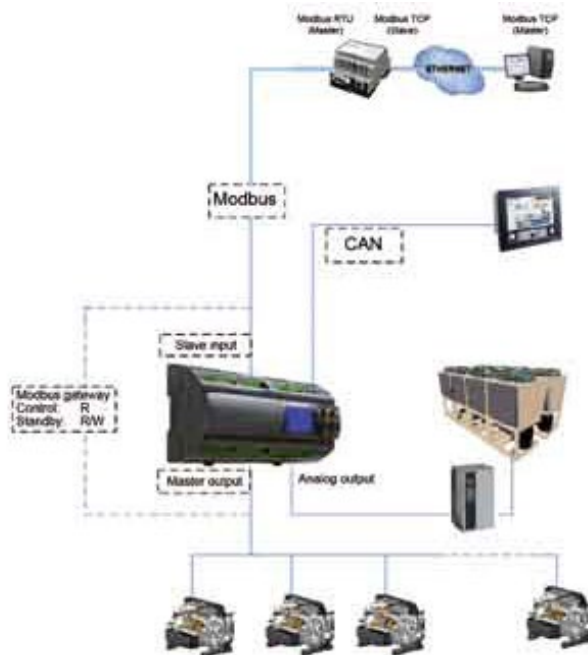 Modbus RTU
(Master)
Modbus TCP
(Slave)
Modbus TCP
(Master)
ETHERNET
Modbus
CAN
Slave input
Modbus gateway
Control: R
Standby: R/W
Master output
Analog output